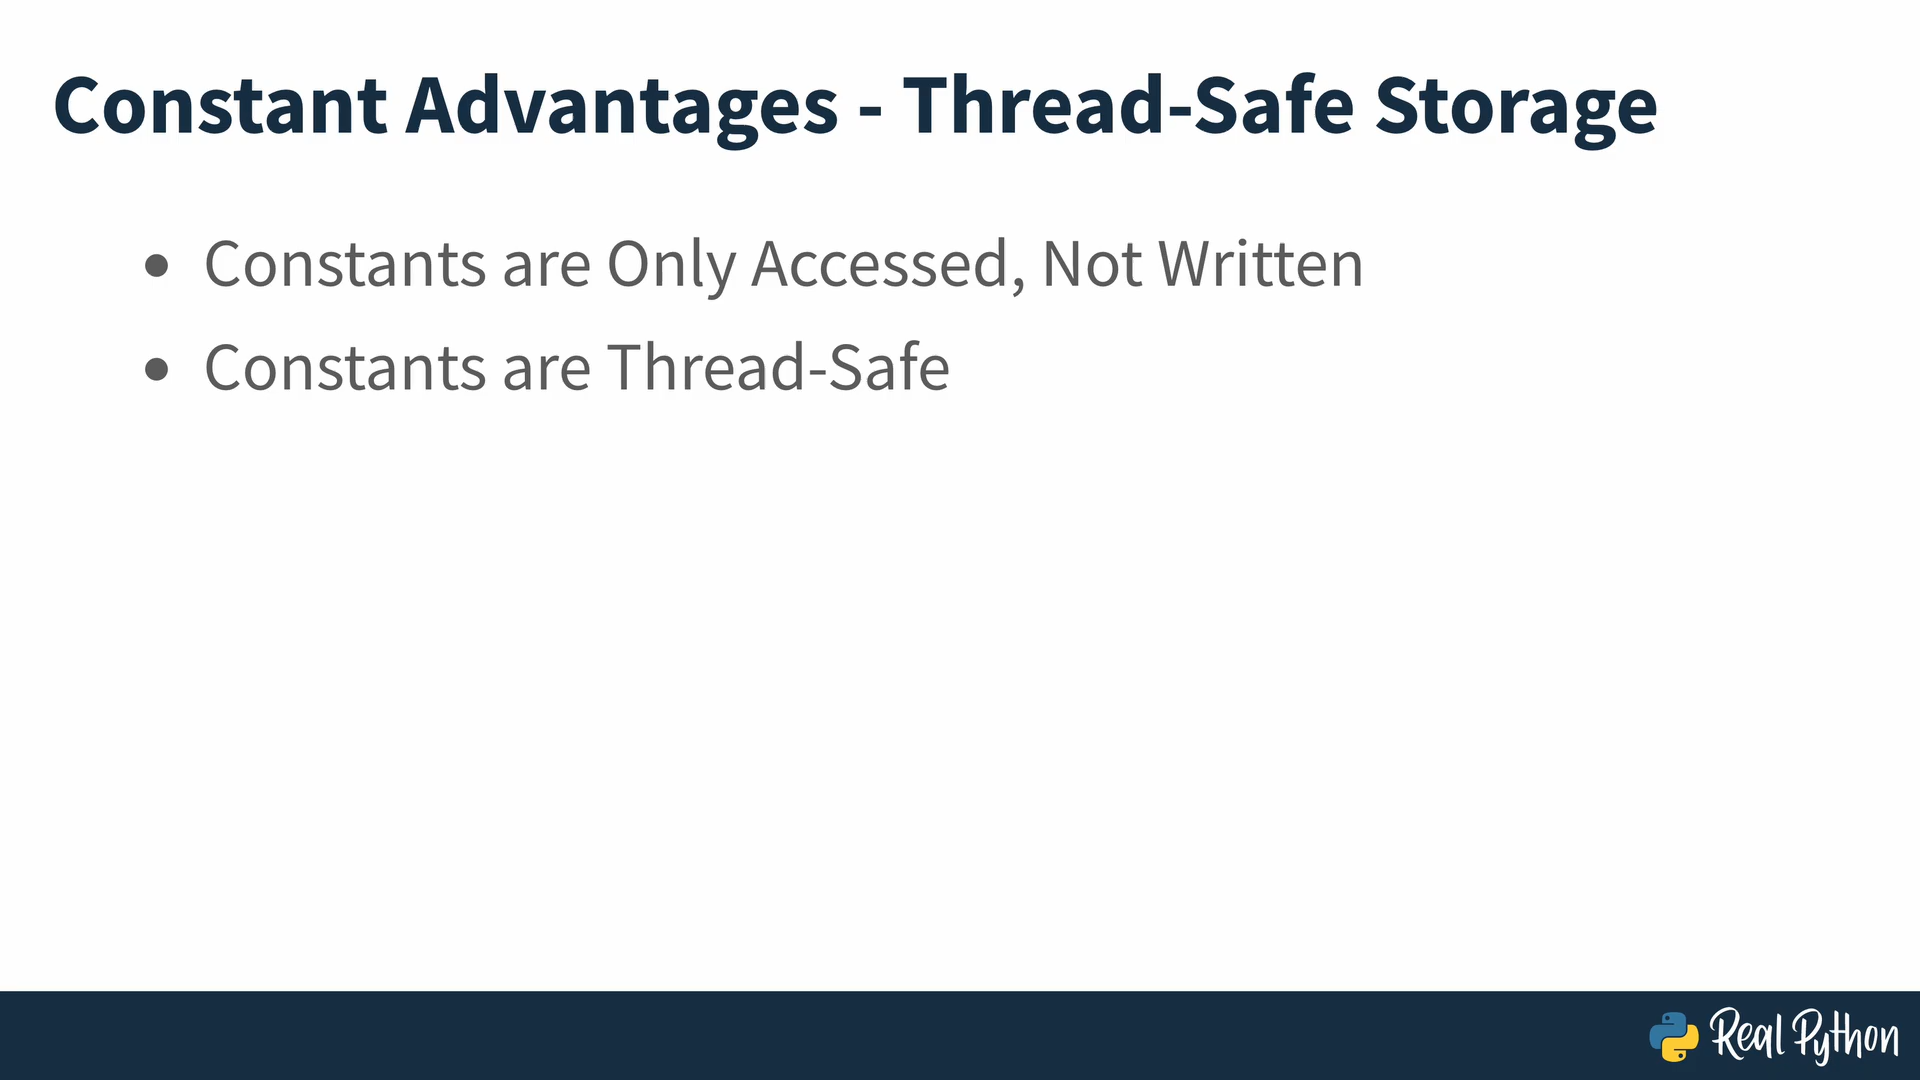 Constant Advantages - Thread-Safe Storage
• Constants are Only Accessed, Not Written
• Constants are Thread-Safe
Real Python